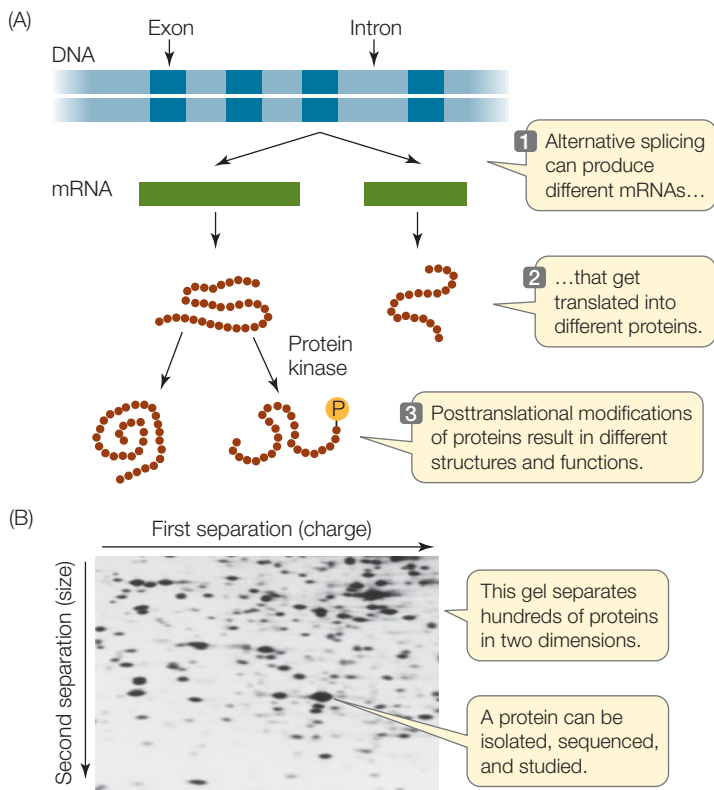 (A)
Exon
Intron
DNA
1 Alternative splicing
can produce
different mRNAs…
mRNA
2 …that get
translated into
different proteins.
Protein
kinase
P
3 Posttranslational modifications
of proteins result in different
structures and functions.
(B)
First separation (charge)
Second separation (size)
This gel separates
hundreds of proteins
in two dimensions.
A protein can be
isolated, sequenced,
and studied.